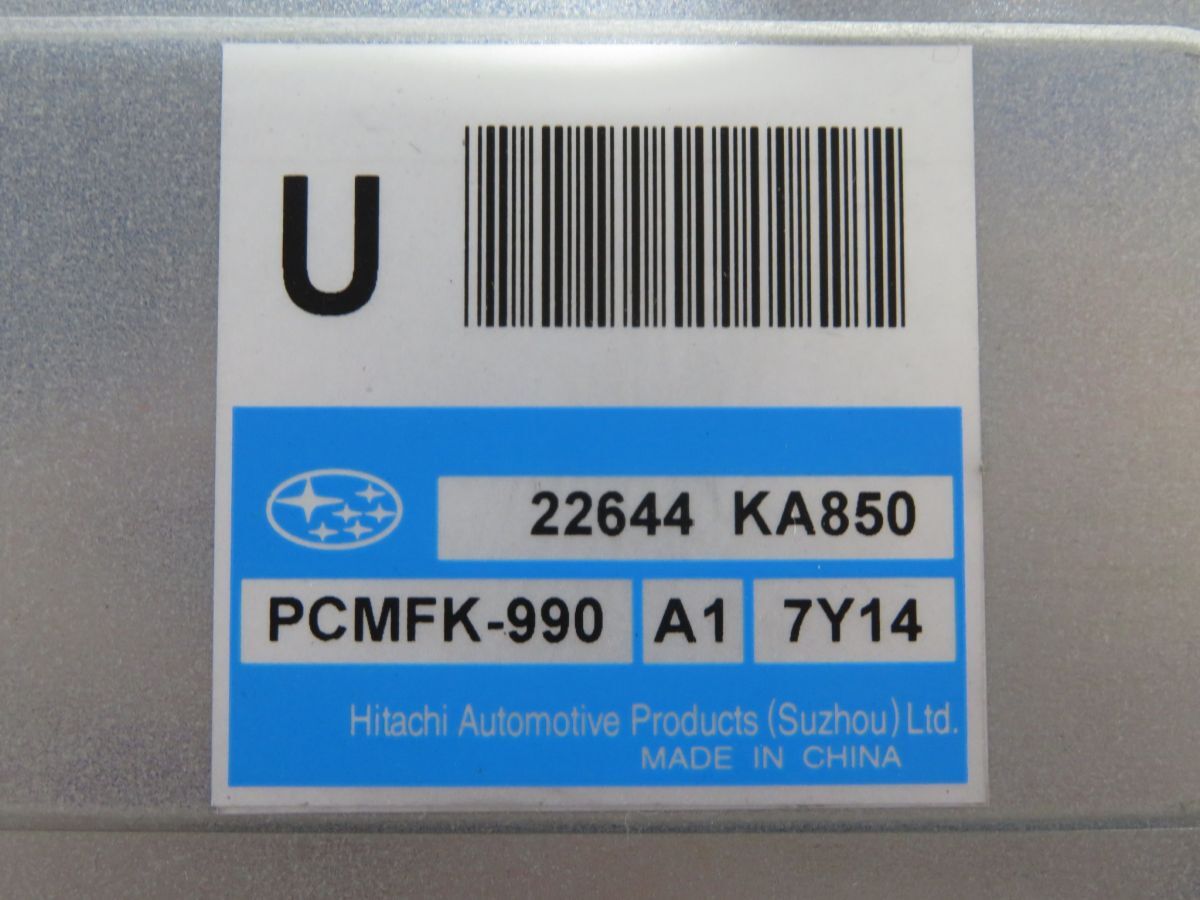 U
22644 KA850
PCMFK-990 A1 7Y14
Hitachi Automotive Products (Suzhou) Ltd.
MADE IN CHINA